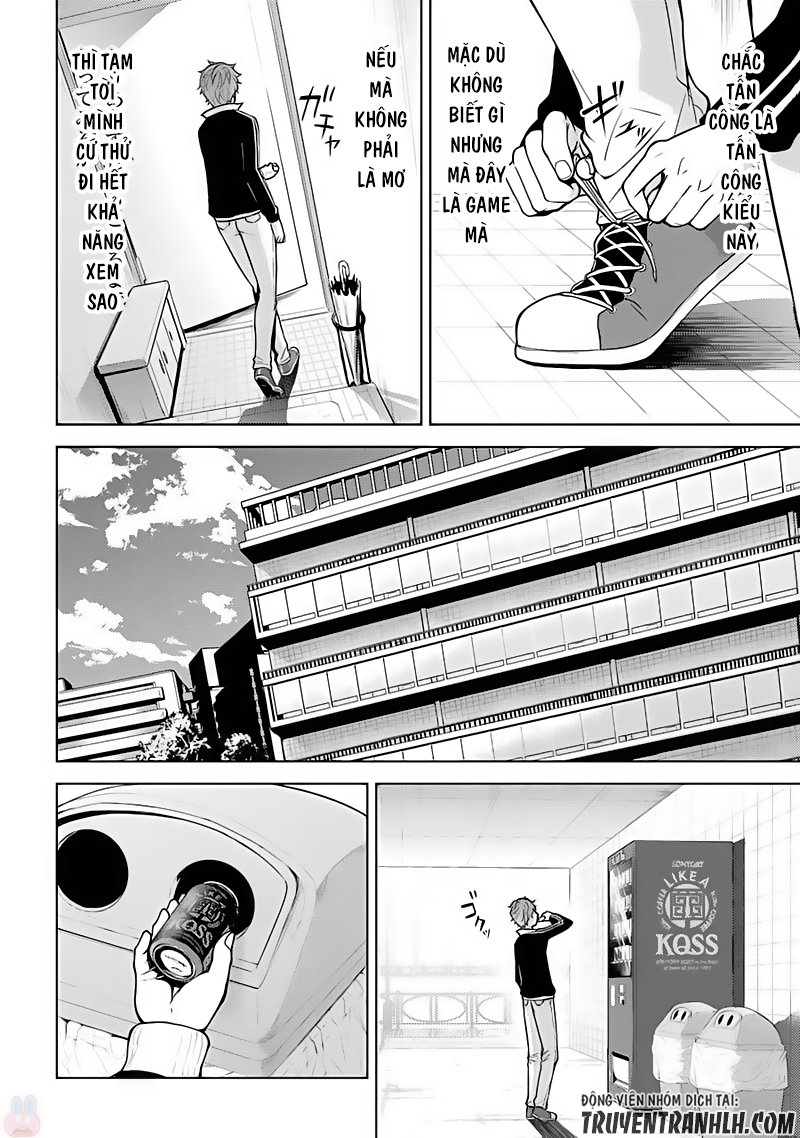 CHẮC
TẤN
CÔNG LÀ
TẤN
CÔNG
KIỂU
NÀY
MẶC DÙ
KHÔNG
BIẾT GÌ
NHƯNG
MÀ ĐÂY
LÀ GAME
MÀ
NẾU
MÀ
KHÔNG
PHẢI
LÀ MƠ
ガチャ
THÌ TẠM
TỜI
MÌNH
CỨ THỬ
ĐI HẾT
KHẢ
NĂNG
XEM
SAO
LIKE A
KOSS
ゴクッ
KOSS
ĐỘNG VIÊN NHÓM DỊCH TẠI:
TRUYENTRANHLH.COM